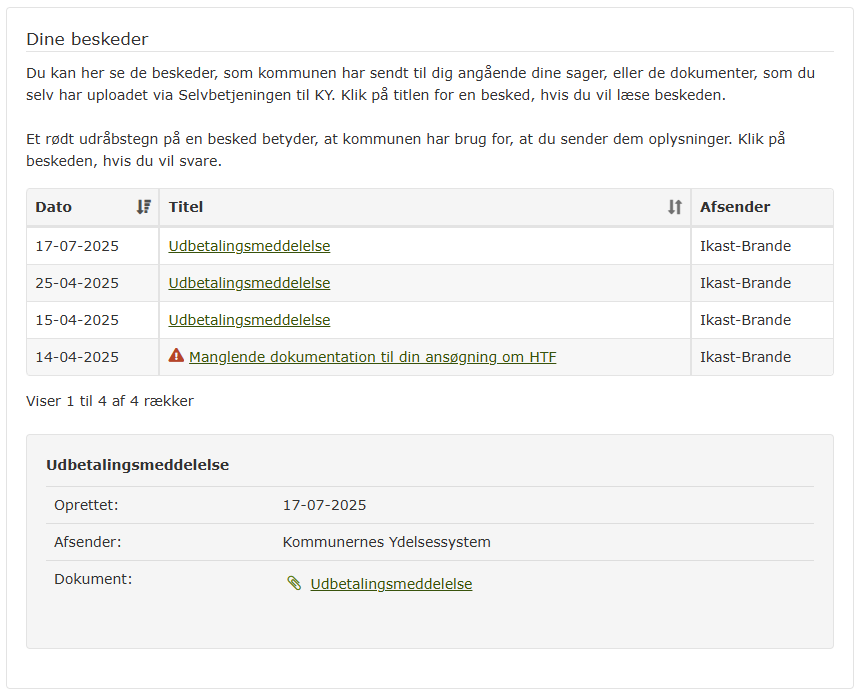 Dine beskeder
Du kan her se de beskeder, som kommunen har sendt til dig angående dine sager, eller de dokumenter, som du
selv har uploadet via Selvbetjeningen til KY. Klik på titlen for en besked, hvis du vil læse beskeden.
Et rødt udråbstegn på en besked betyder, at kommunen har brug for, at du sender dem oplysninger. Klik på
beskeden, hvis du vil svare.
Dato Titel Afsender
17-07-2025 Udbetalingsmeddelelse Ikast-Brande
25-04-2025 Udbetalingsmeddelelse Ikast-Brande
15-04-2025 Udbetalingsmeddelelse Ikast-Brande
14-04-2025 Manglende dokumentation til din ansøgning om HTF Ikast-Brande
Viser 1 til 4 af 4 rækker
Udbetalingsmeddelelse
Oprettet: 17-07-2025
Afsender: Kommunernes Ydelsessystem
Dokument: Udbetalingsmeddelelse